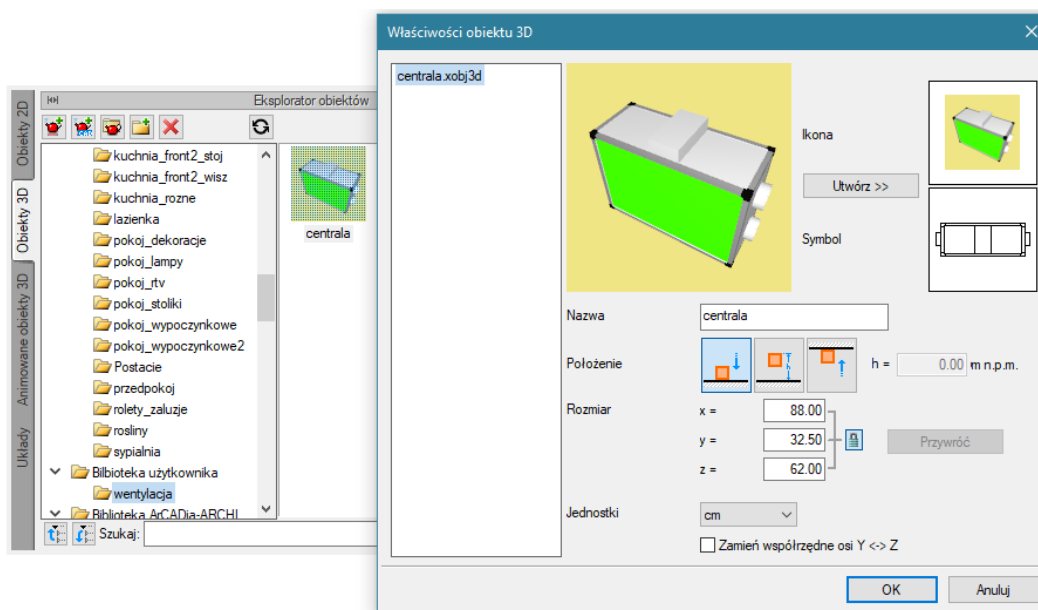 Właściwości obiektu 3D
centrala.xobj3d
Ikona
Utwórz >>
Symbol
Nazwa
centrala
Położenie
h = 0.00 m n.p.m.
Rozmiar
x = 88.00
y = 32.50
z = 62.00
Przywróć
Jednostki
cm
Zamień współrzędne osi Y <-> Z
OK
Anuluj
Eksplorator obiektów
Obiekty 2D
Obiekty 3D
Animowane obiekty 3D
Układy
kuchnia_front2_stoj
kuchnia_front2_wisz
kuchnia_rozne
lazienka
pokoj_dekoracje
pokoj_lampy
pokoj_rtv
pokoj_stoliki
pokoj_wypoczynkowe
pokoj_wypoczynkowe2
Postacie
przedpokoj
rolety_zaluzje
rosliny
sypialnia
Bilbioteka użytkownika
wentylacja
Biblioteka ArCADia-ARCHI
centrala
Szukaj: